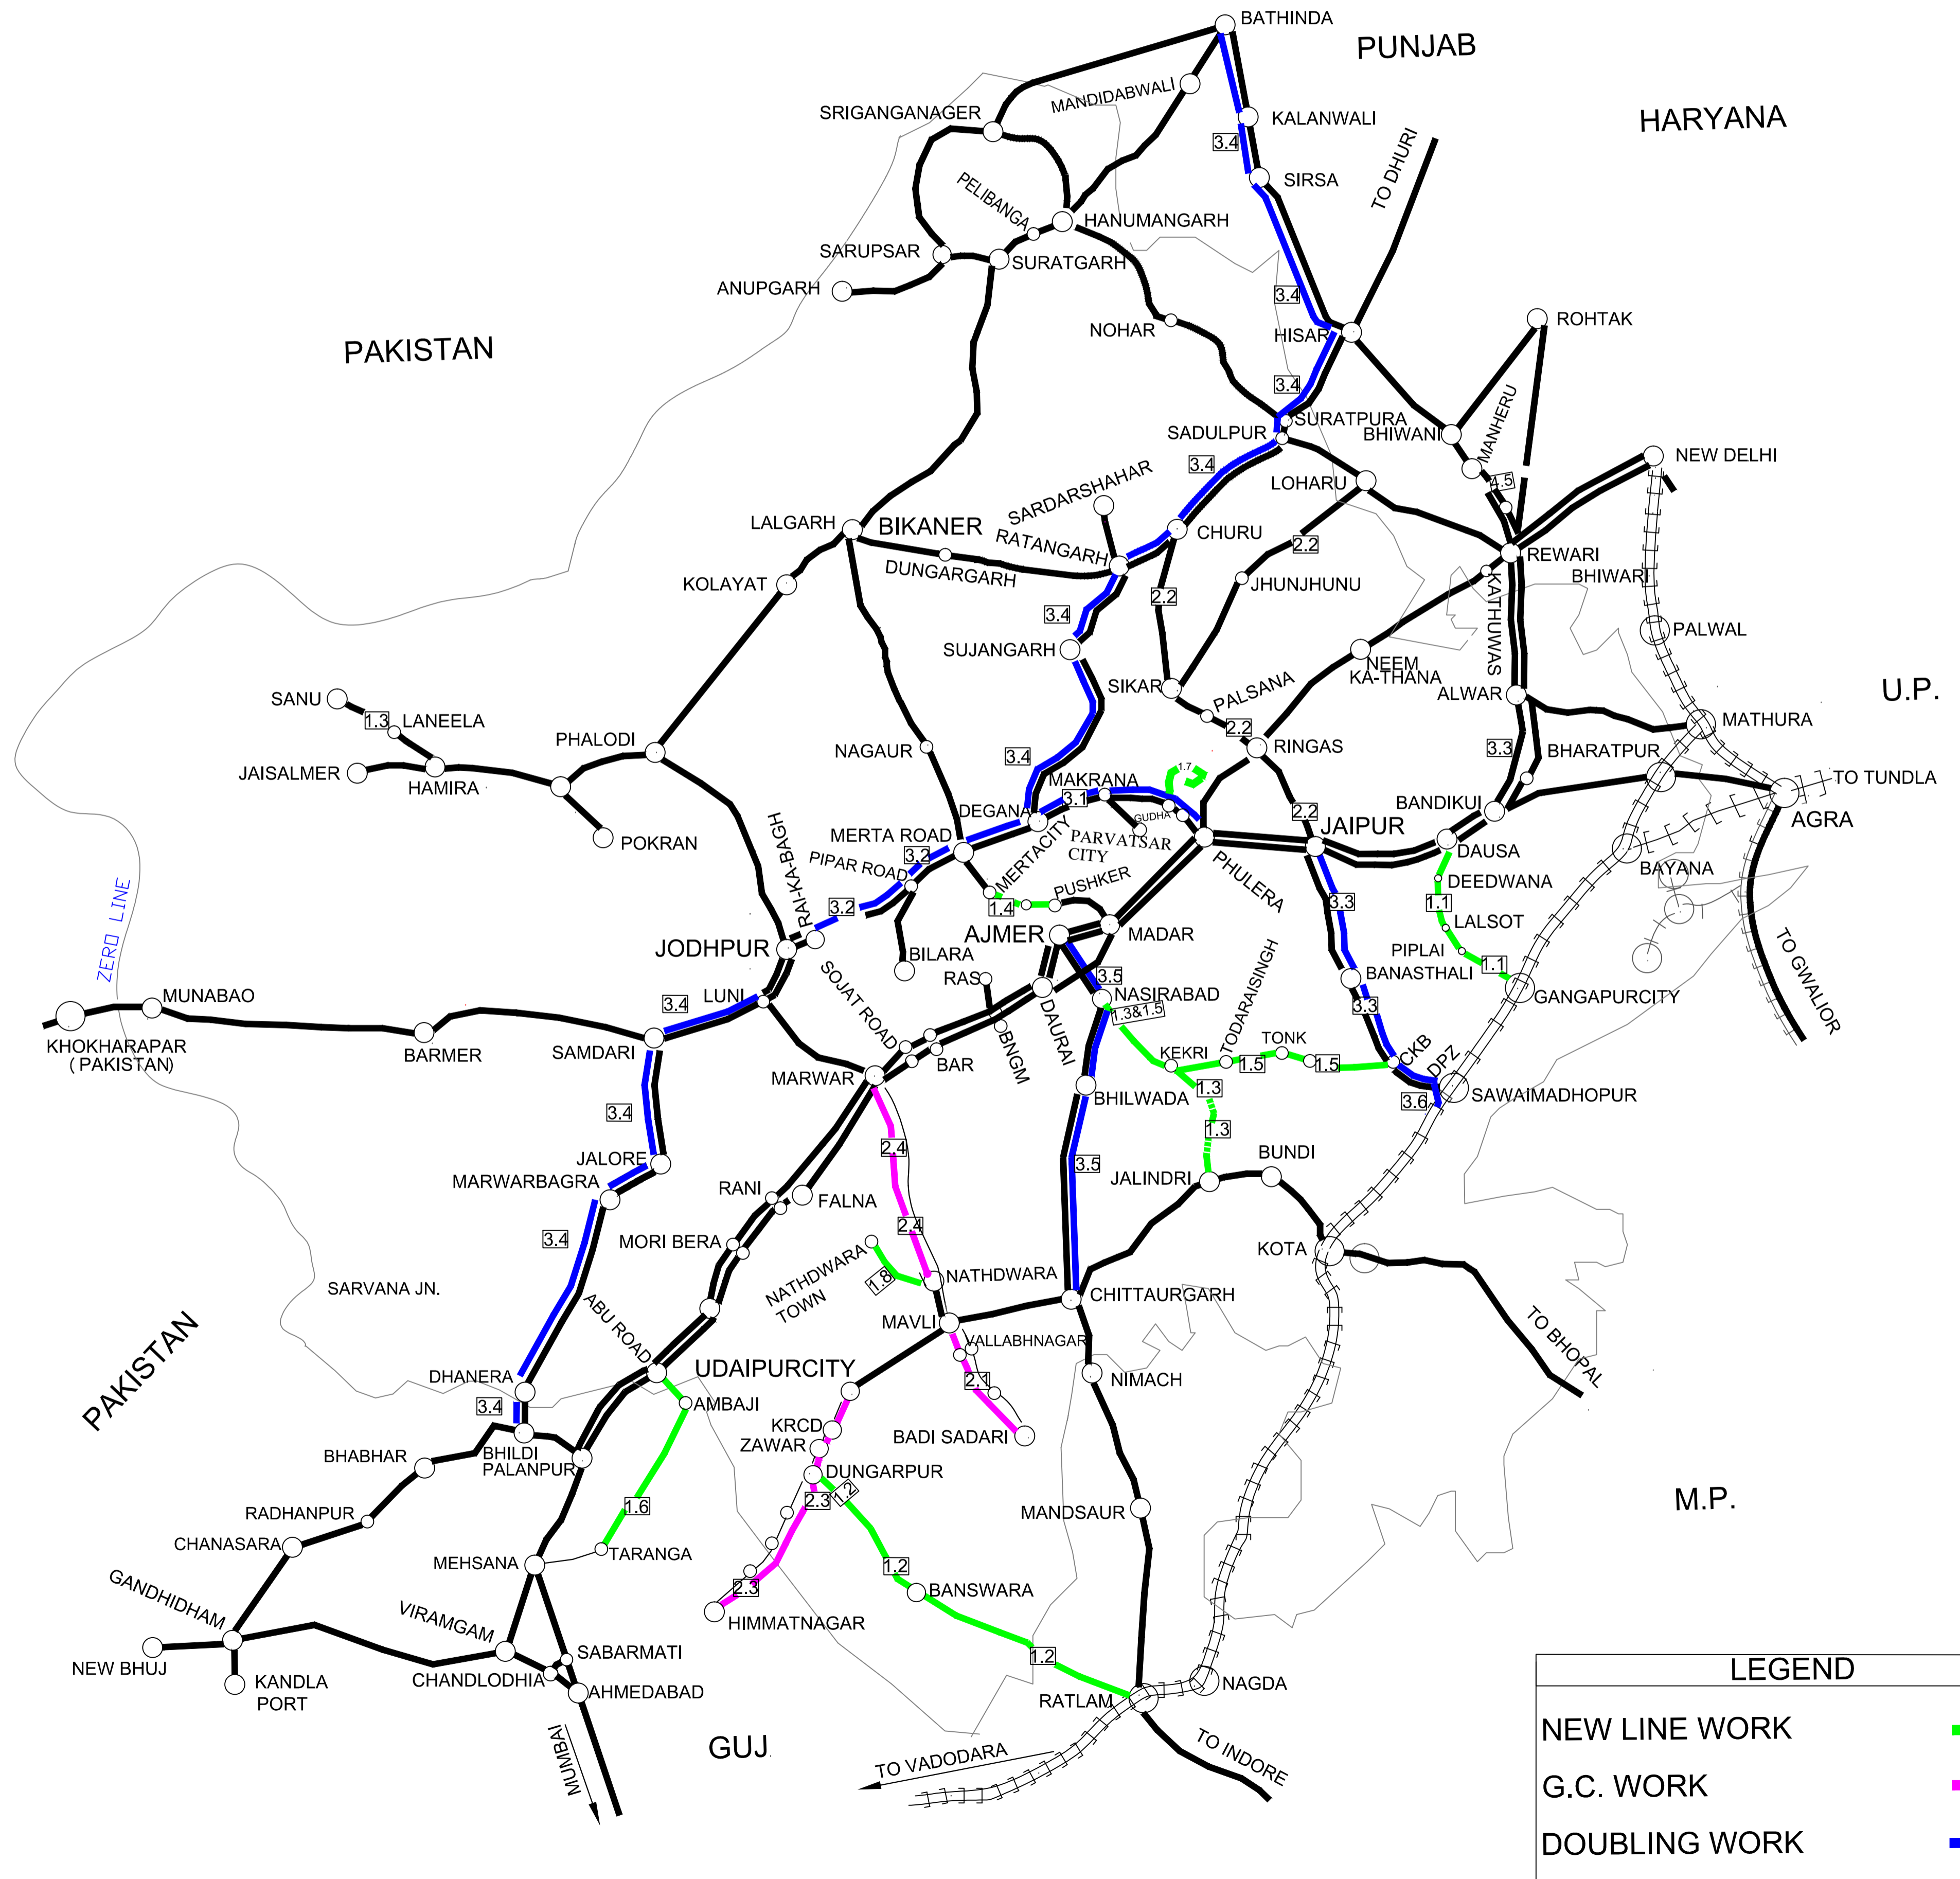 BATHINDA
PUNJAB
MANDIDABWALI
SRIGANGANAGER
KALANWALI
HARYANA
3.4
TO DHURI
SIRSA
PELIBANGA
HANUMANGARH
SARUPSAR
SURATGARH
ANUPGARH
3.4
NOHAR
HISAR
ROHTAK
PAKISTAN
3.4
SURATPURA
SADULPUR
BHIWANI
MANHERU
NEW DELHI
3.4
SARDARSHAHAR
LOHARU
LALGARH
BIKANER
CHURU
RATANGARH
2.2
REWARI
DUNGARGARH
BHIWARI
KOLAYAT
JHUNJHUNU
2.2
KATHUWAS
3.4
PALWAL
SUJANGARH
NEEM
KA-THANA
SIKAR
PALSANA
ALWAR
U.P.
SANU
1.3
LANEELA
MATHURA
2.2
PHALODI
NAGAUR
RINGAS
3.3
BHARATPUR
3.4
JAISALMER
HAMIRA
MAKRANA
1.7
TO TUNDLA
3.1
DEGANA
GUDHA
2.2
BANDIKUI
AGRA
POKRAN
MERTA ROAD
MERTACITY
PARVATSAR
CITY
JAIPUR
DAUSA
3.2
PIPAR ROAD
PHULERA
BAYANA
RAI-KA-BAGH
PUSHKER
DEEDWANA
3.2
1.4
3.3
1.1
LALSOT
ZERO LINE
JODHPUR
AJMER
MADAR
PIPLAI
BILARA
SOJAT ROAD
RAS
3.5
TODARAISINGH
BANASTHALI
1.1
TO GWALIOR
MUNABAO
LUNI
3.4
NASIRABAD
GANGAPURCITY
1.3&1.5
3.3
KHOKHARAPAR
( PAKISTAN)
BARMER
SAMDARI
DAURAI
BNGM
KEKRI
TONK
CKB
DPZ
BAR
1.5
1.5
MARWAR
BHILWADA
1.3
SAWAIMADHOPUR
3.6
3.4
1.3
2.4
JALORE
3.5
BUNDI
MARWARBAGRA
JALINDRI
RANI
FALNA
2.4
3.4
MORI BERA
KOTA
NATHDWARA
TOWN
1.8
NATHDWARA
SARVANA JN.
ABU ROAD
CHITTAURGARH
MAVLI
TO BHOPAL
VALLABHNAGAR
PAKISTAN
UDAIPURCITY
DHANERA
2.1
NIMACH
3.4
AMBAJI
KRCD
BADI SADARI
ZAWAR
BHABHAR
BHILDI
PALANPUR
DUNGARPUR
2.3
1.2
M.P.
RADHANPUR
1.6
MANDSAUR
CHANASARA
TARANGA
MEHSANA
1.2
2.3
BANSWARA
GANDHIDHAM
VIRAMGAM
HIMMATNAGAR
SABARMATI
1.2
NEW BHUJ
KANDLA
PORT
CHANDLODHIA
AHMEDABAD
RATLAM
NAGDA
MUMBAI
GUJ.
TO VADODARA
TO INDORE
LEGEND
NEW LINE WORK
G.C. WORK
DOUBLING WORK